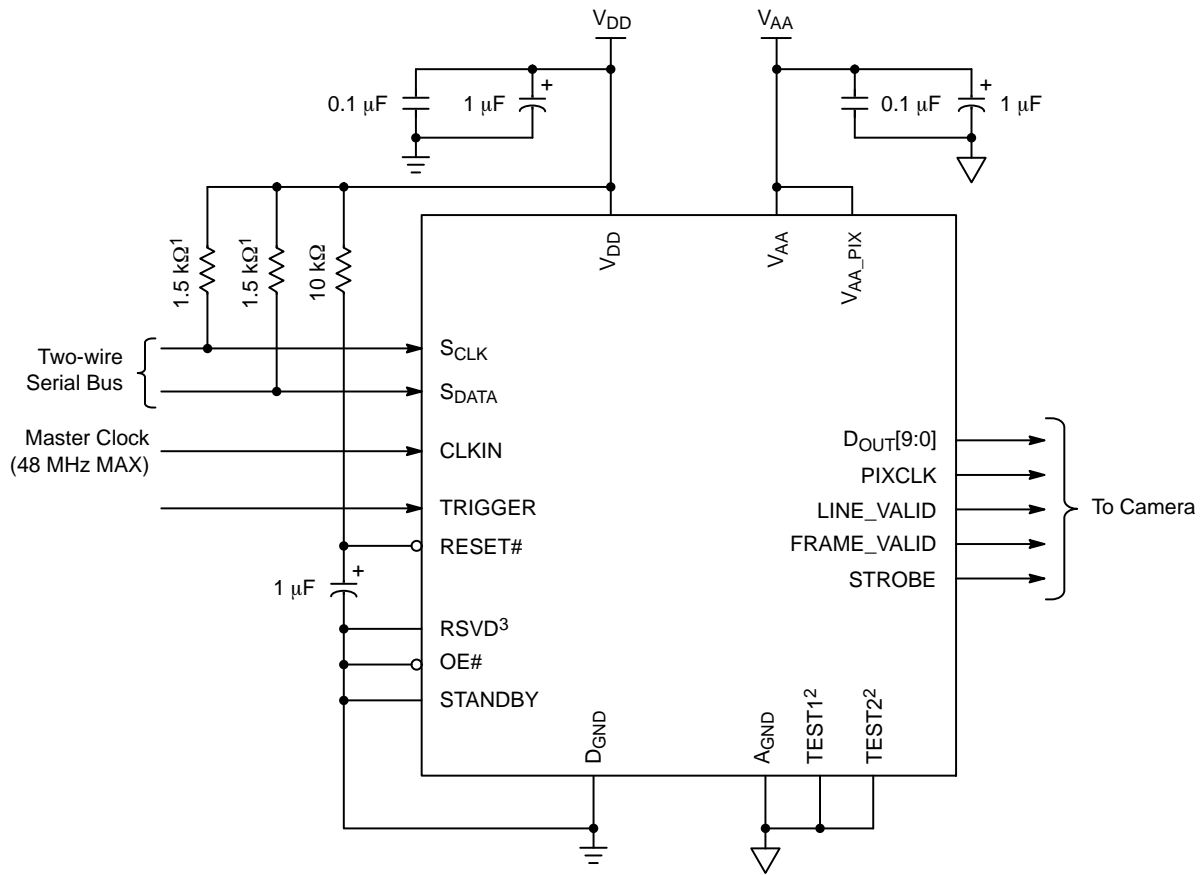 VDD
VAA
0.1 μF
1 μF
+
0.1 μF
+
1 μF
1.5 kΩ1
1.5 kΩ1
10 kΩ
VDD
VAA
VAA_PIX
Two-wire
Serial Bus
SCLK
SDATA
Master Clock
(48 MHz MAX)
CLKIN
TRIGGER
RESET#
1 μF
+
RSVD3
OE#
STANDBY
DOUT[9:0]
PIXCLK
LINE_VALID
FRAME_VALID
STROBE
To Camera
DGND
AGND
TEST12
TEST22